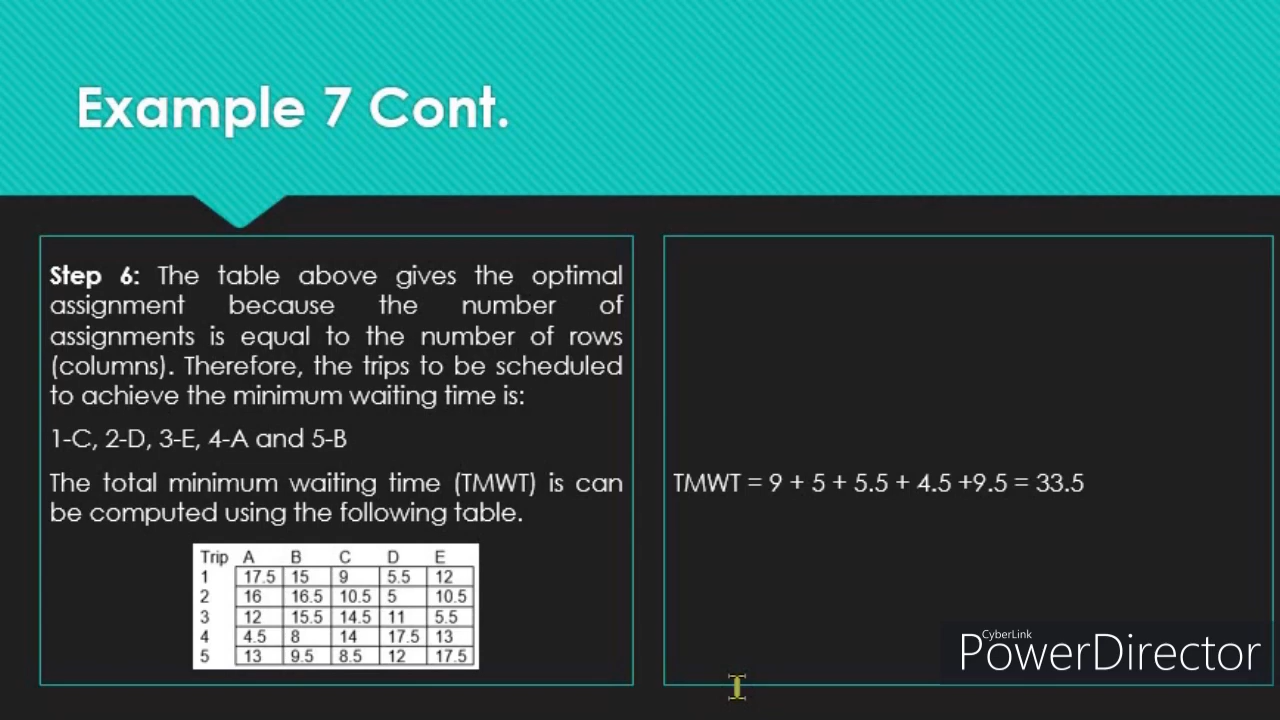 Example 7 Cont.
Step 6: The table above gives the optimal
assignment because the number of
assignments is equal to the number of rows
(columns). Therefore, the trips to be scheduled
to achieve the minimum waiting time is:
1-C, 2-D, 3-E, 4-A and 5-B
The total minimum waiting time (TMWT) is can
be computed using the following table.
Trip A B C D E
1 17.5 15 9 5.5 12
2 16 16.5 10.5 5 10.5
3 12 15.5 14.5 11 5.5
4 4.5 8 14 17.5 13
5 13 9.5 8.5 12 17.5
TMWT = 9 + 5 + 5.5 + 4.5 +9.5 = 33.5
CyberLink
PowerDirector